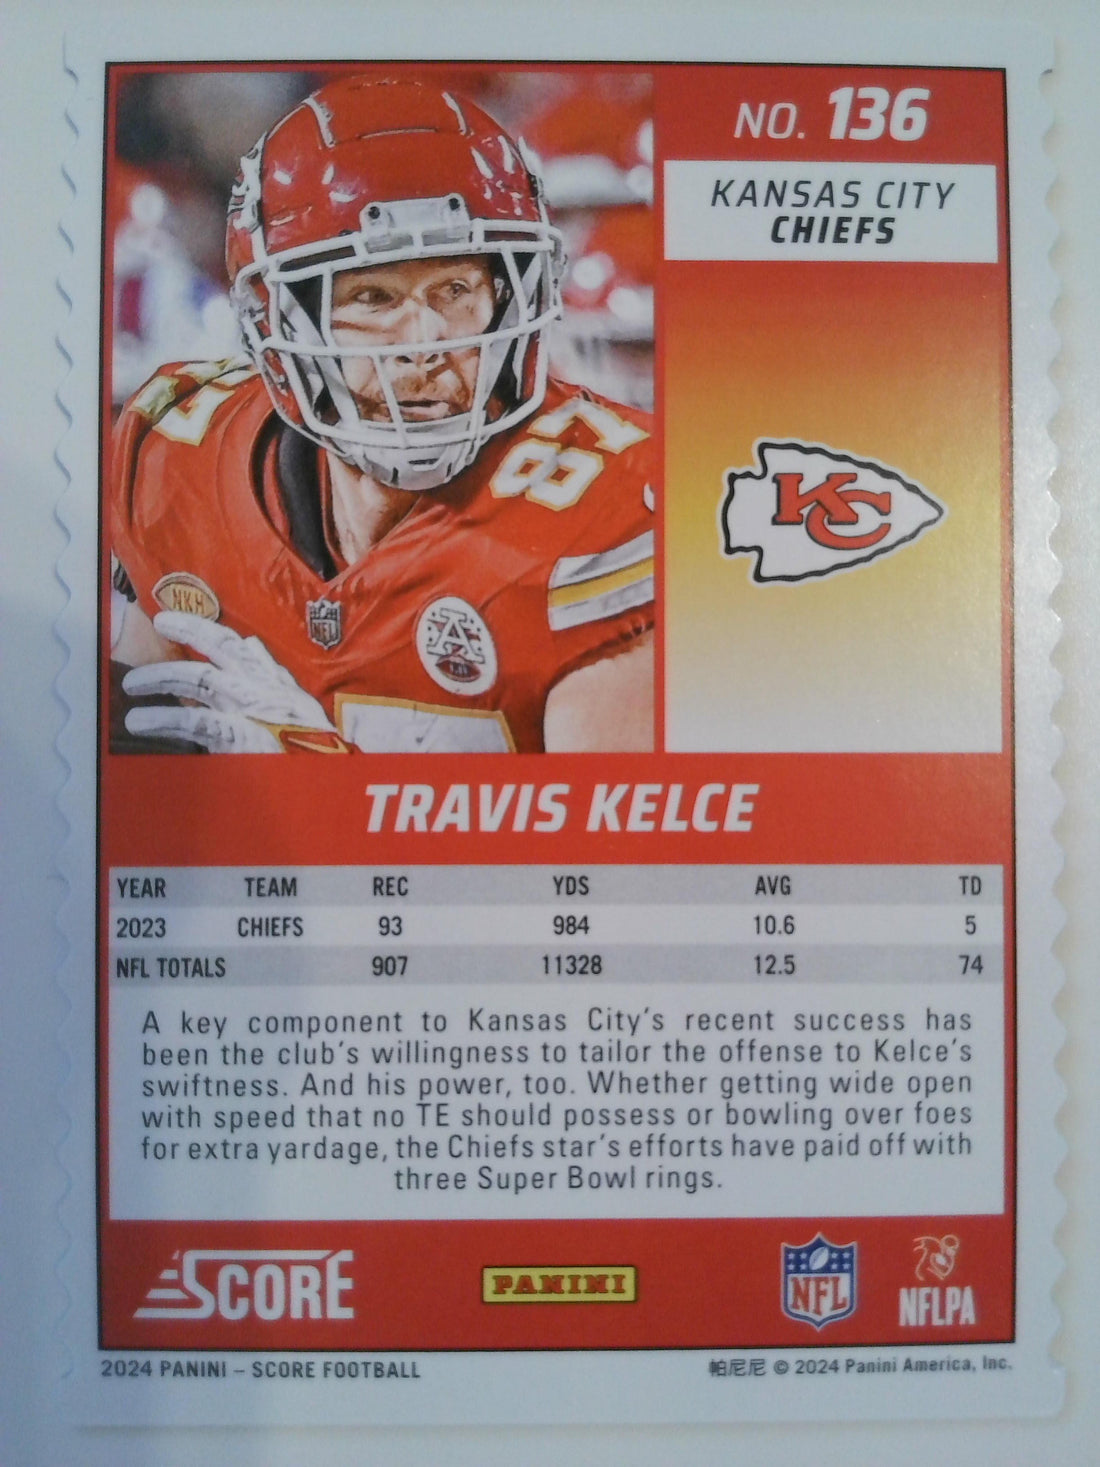 NO. 136
KANSAS CITY
CHIEFS
KC
87
87
NKH
NFL
A
TRAVIS KELCE
YEAR TEAM REC YDS AVG TD
2023 CHIEFS 93 984 10.6 5
NFL TOTALS 907 11328 12.5 74
A key component to Kansas City's recent success has
been the club's willingness to tailor the offense to Kelce's
swiftness. And his power, too. Whether getting wide open
with speed that no TE should possess or bowling over foes
for extra yardage, the Chiefs star's efforts have paid off with
three Super Bowl rings.
SCORE
PANINI
NFL
NFLPA
2024 PANINI – SCORE FOOTBALL
帕尼尼 © 2024 Panini America, Inc.